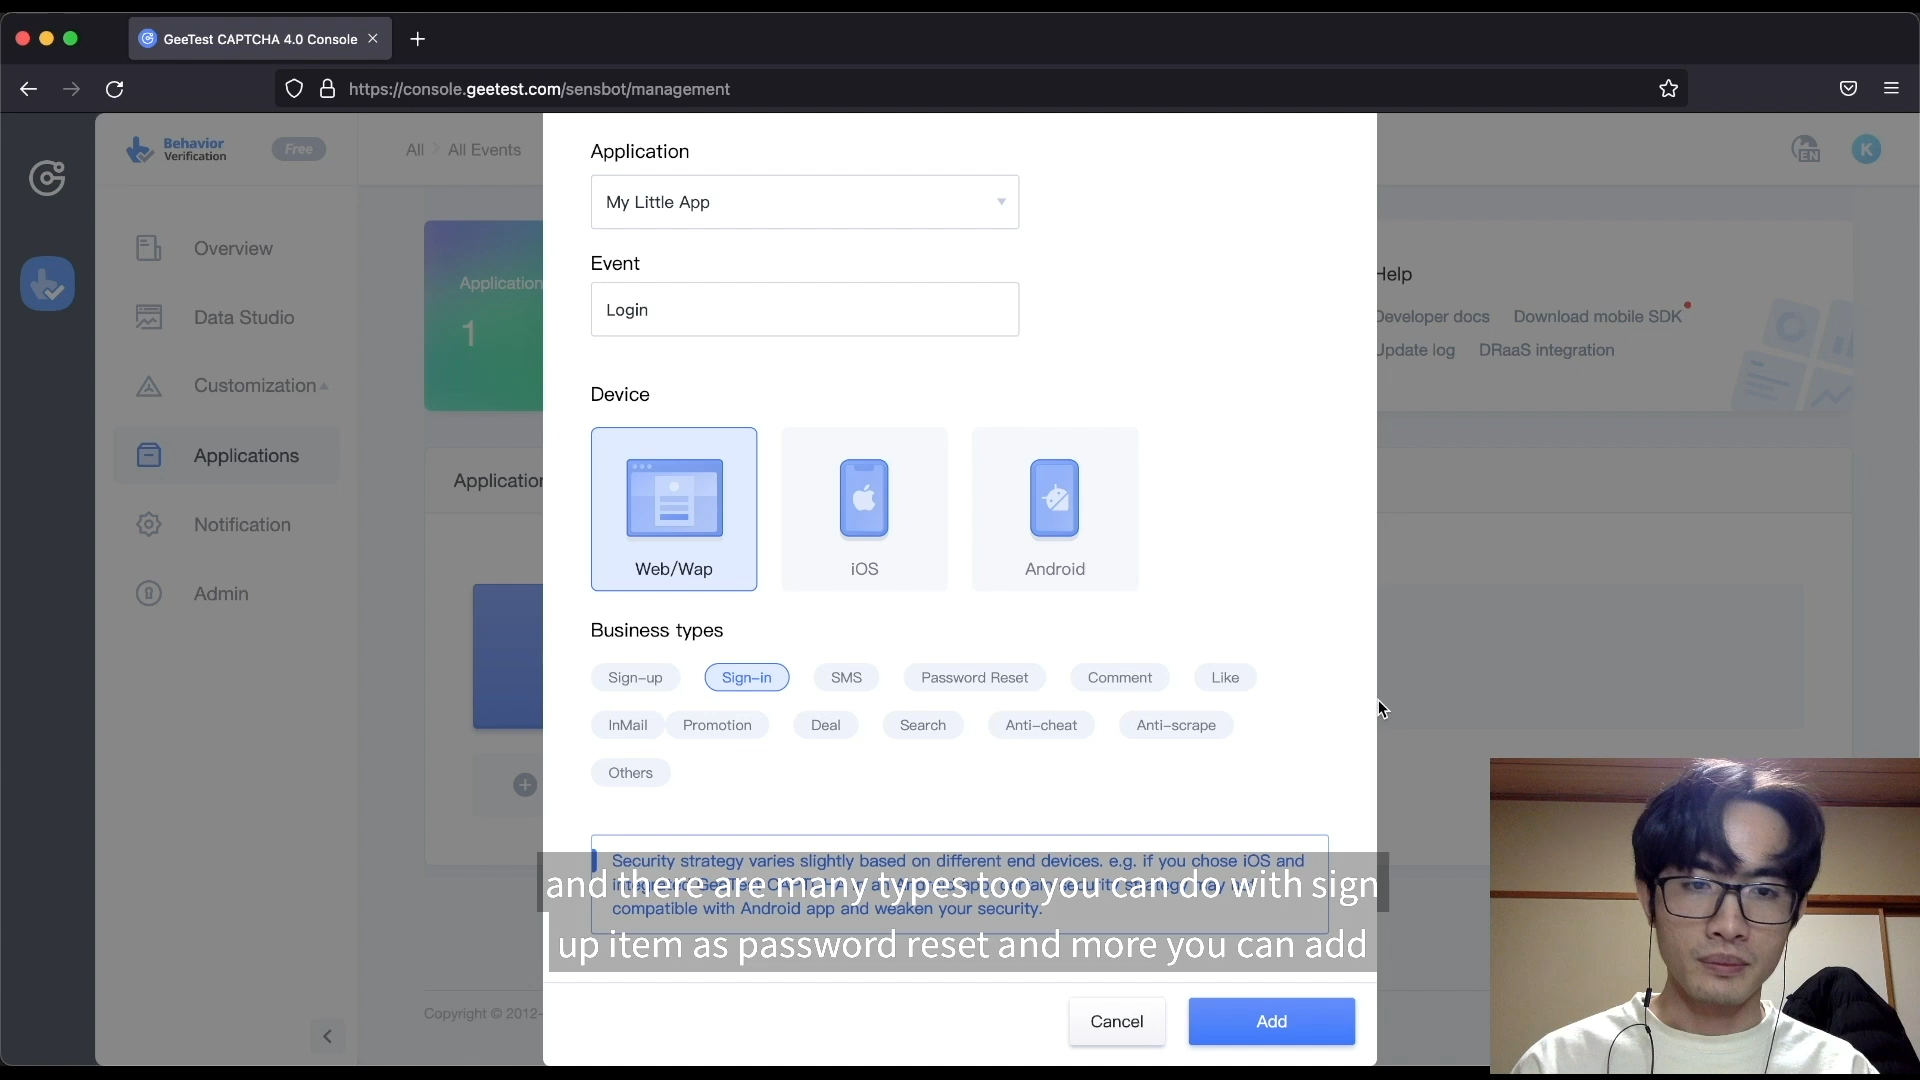 GeeTest CAPTCHA 4.0 Console
https://console.geetest.com/sensbot/management
Behavior
Verification
Free
All
All Events
EN
K
Overview
Data Studio
Customization
Applications
Notification
Admin
Application
1
Application
Copyright © 2012-
Help
Developer docs
Download mobile SDK
Update log
DRaaS integration
Application
My Little App
Event
Login
Device
Web/Wap
iOS
Android
Business types
Sign-up
Sign-in
SMS
Password Reset
Comment
Like
InMail
Promotion
Deal
Search
Anti-cheat
Anti-scrape
Others
Security strategy varies slightly based on different end devices. e.g. if you chose iOS and
compatible with Android app and weaken your security.
and there are many types too you can do with sign
up item as password reset and more you can add
Cancel
Add